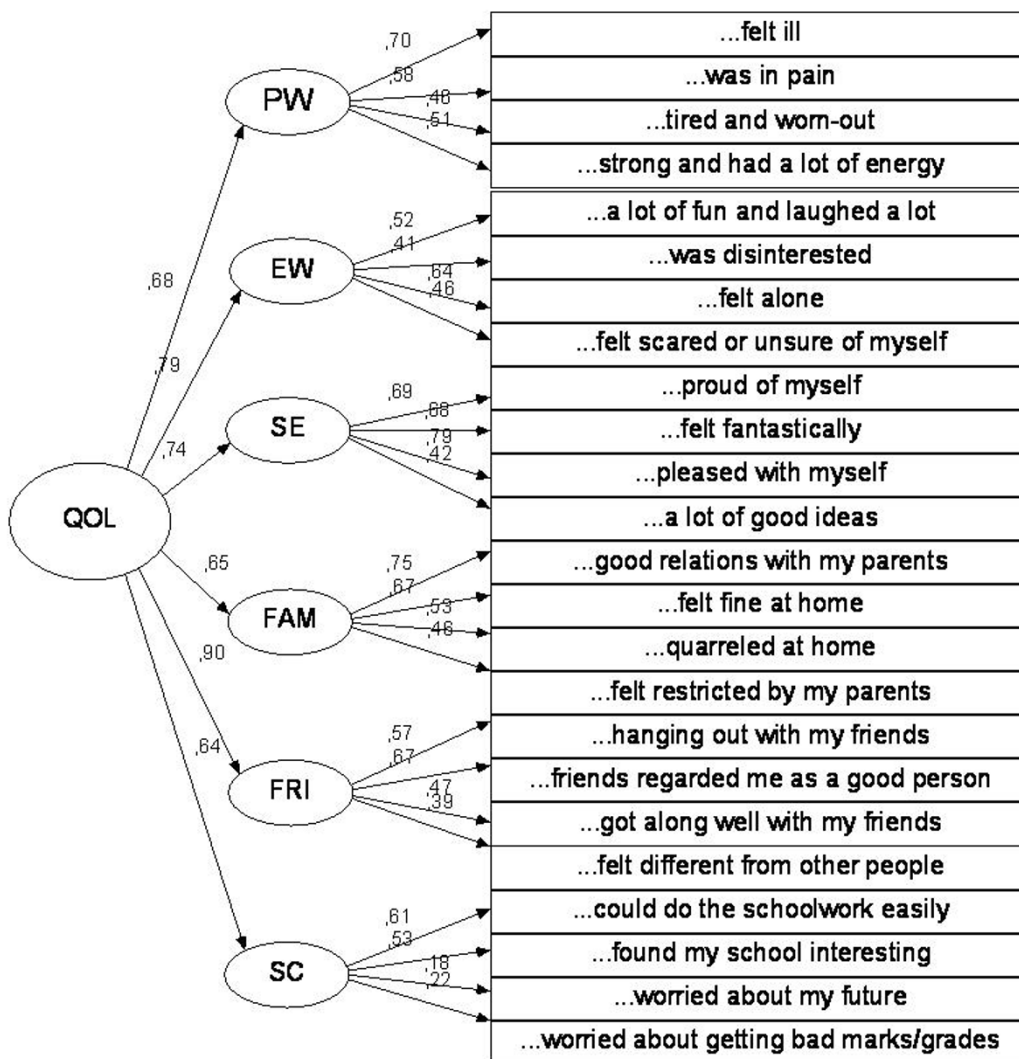 ,70
...felt ill
,58
...was in pain
PW
,48
...tired and worn-out
,51
...strong and had a lot of energy
...a lot of fun and laughed a lot
,52
,41
...was disinterested
EW
,64
,68
,46
...felt alone
...felt scared or unsure of myself
,79
,69
...proud of myself
,68
SE
...felt fantastically
,79
,74
,42
...pleased with myself
QOL
...a lot of good ideas
,65
,75
...good relations with my parents
,67
FAM
,53
...felt fine at home
,46
...quarreled at home
,90
...felt restricted by my parents
,64
,57
...hanging out with my friends
,67
FRI
...friends regarded me as a good person
,47
,39
...got along well with my friends
...felt different from other people
,61
...could do the schoolwork easily
,53
SC
...found my school interesting
,18
,22
...worried about my future
...worried about getting bad marks/grades